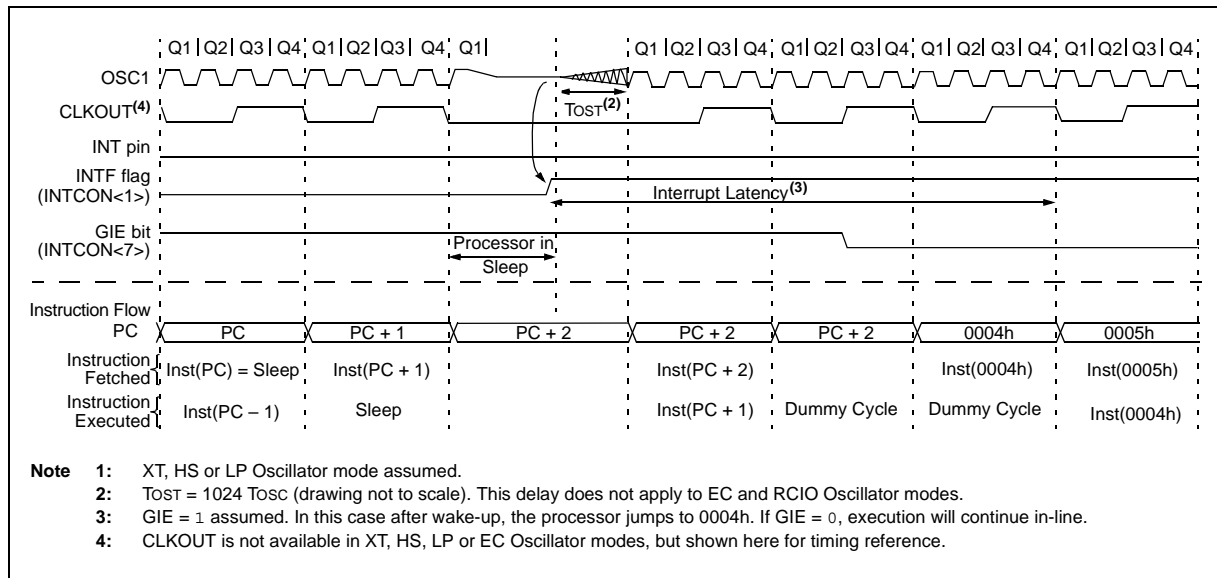 Q1 Q2 Q3 Q4 Q1 Q2 Q3 Q4 Q1 Q1 Q2 Q3 Q4 Q1 Q2 Q3 Q4 Q1 Q2 Q3 Q4 Q1 Q2 Q3 Q4
OSC1
TOST(2)
CLKOUT(4)
INT pin
INTF flag
(INTCON<1>)
Interrupt Latency(3)
GIE bit
(INTCON<7>)
Processor in
Sleep
Instruction Flow
PC PC PC + 1 PC + 2 PC + 2 PC + 2 0004h 0005h
Instruction
Fetched
Inst(PC) = Sleep Inst(PC + 1) Inst(PC + 2) Inst(0004h) Inst(0005h)
Instruction
Executed
Inst(PC – 1) Sleep Inst(PC + 1) Dummy Cycle Dummy Cycle Inst(0004h)
Note 1: XT, HS or LP Oscillator mode assumed.
2: TOST = 1024 TOSC (drawing not to scale). This delay does not apply to EC and RCIO Oscillator modes.
3: GIE = 1 assumed. In this case after wake-up, the processor jumps to 0004h. If GIE = 0, execution will continue in-line.
4: CLKOUT is not available in XT, HS, LP or EC Oscillator modes, but shown here for timing reference.